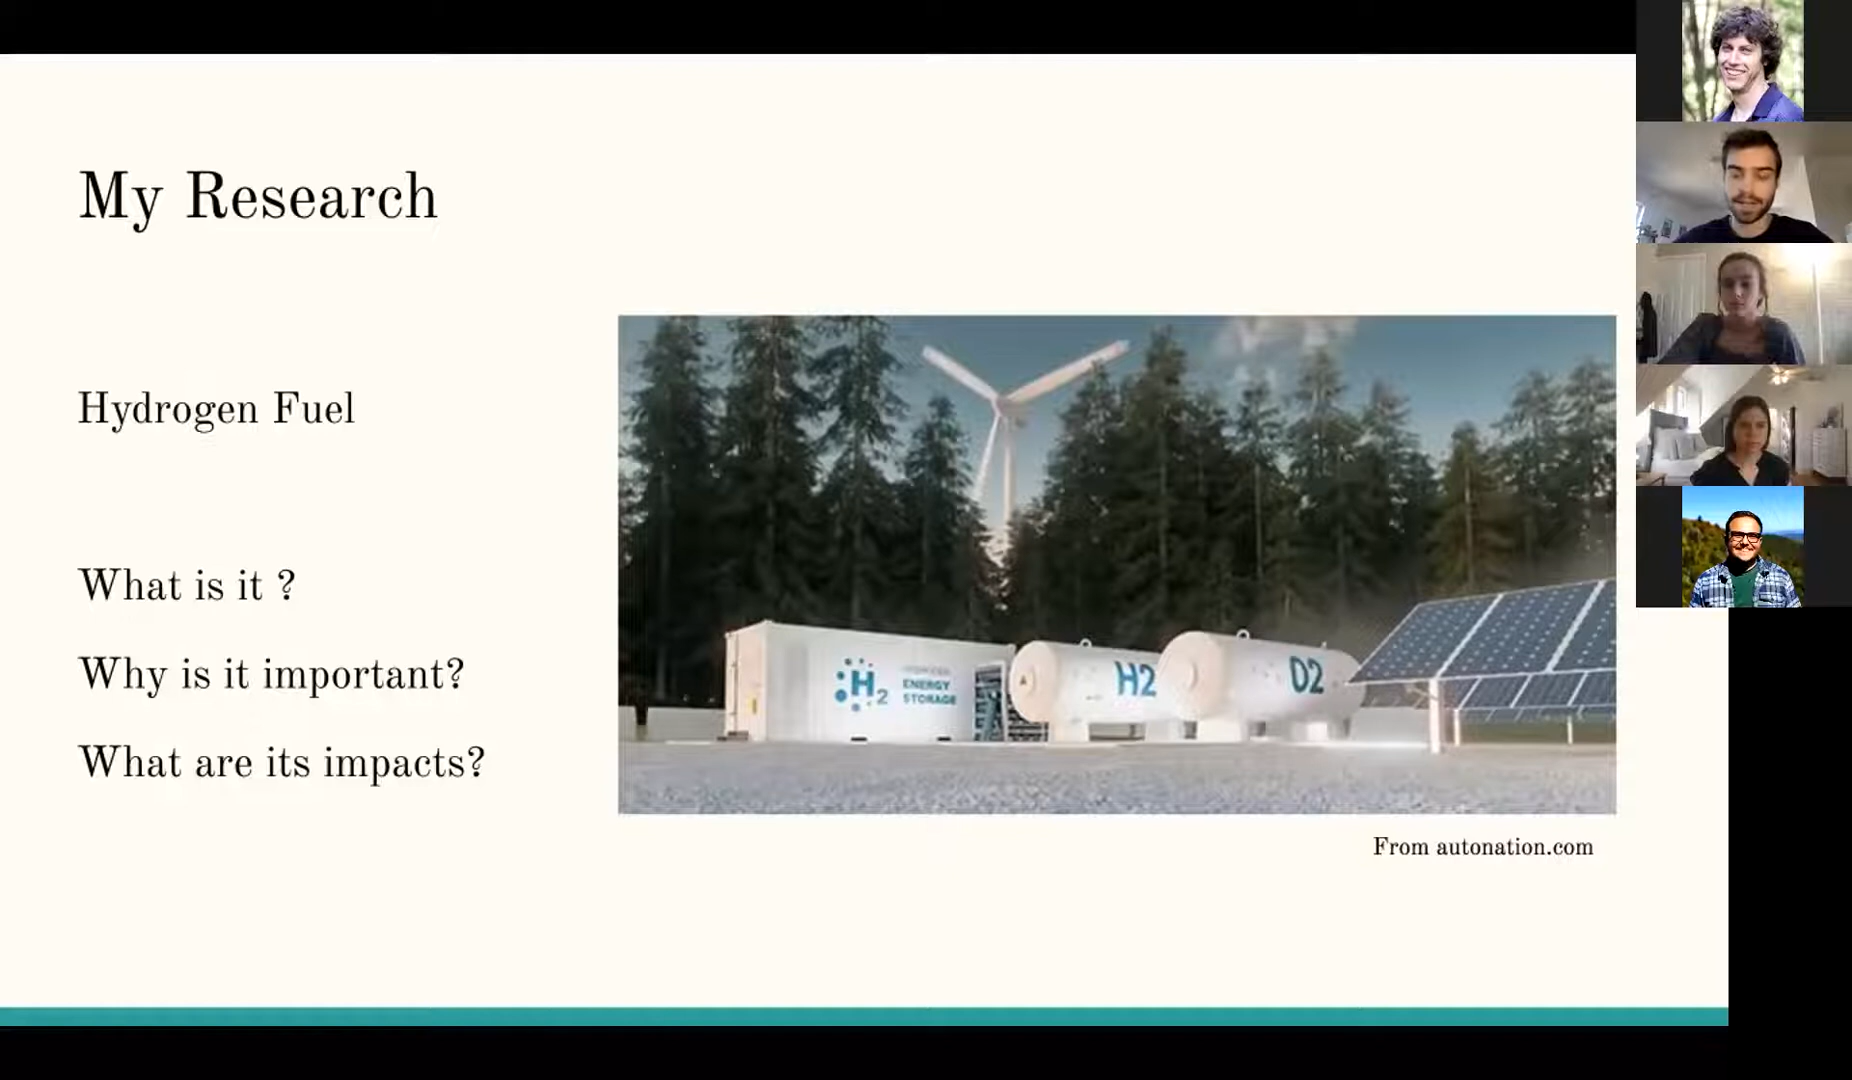 My Research
Hydrogen Fuel
What is it ?
Why is it important?
What are its impacts?
H2
ENERGY
STORAGE
H2
O2
From autonation.com